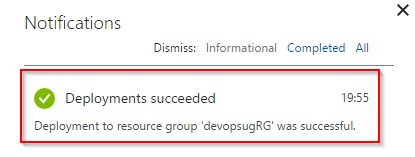 Notifications
Dismiss: Informational Completed All
Deployments succeeded 19:55
Deployment to resource group 'devopsugRG' was successful.